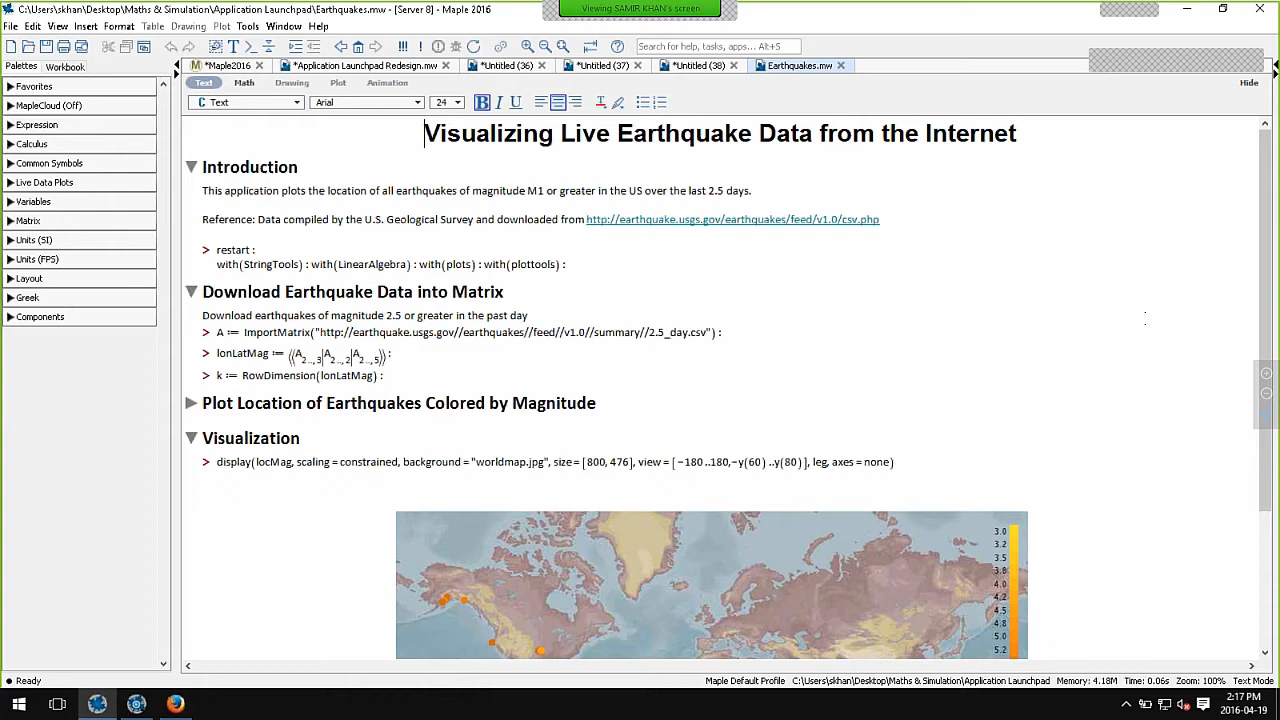 C:\Users\skhan\Desktop\Maths & Simulation\Application Launchpad\Earthquakes.mw - [Server 8] - Maple 2016
Viewing SAMIR KHAN's screen
File Edit View Insert Format Table Drawing Plot Tools Window Help
Search for help, tasks, apps... Alt+S
Palettes Workbook
*Maple2016
*Application Launchpad Redesign.mw
*Untitled (36)
*Untitled (37)
*Untitled (38)
Earthquakes.mw
Text Math Drawing Plot Animation
Hide
C Text
Arial
24
B I U
Favorites
MapleCloud (Off)
Expression
Calculus
Common Symbols
Live Data Plots
Variables
Matrix
Units (SI)
Units (FPS)
Layout
Greek
Components
Visualizing Live Earthquake Data from the Internet
Introduction
This application plots the location of all earthquakes of magnitude M1 or greater in the US over the last 2.5 days.
Reference: Data compiled by the U.S. Geological Survey and downloaded from http://earthquake.usgs.gov/earthquakes/feed/v1.0/csv.php
> restart :
with(StringTools) : with(LinearAlgebra) : with(plots) : with(plottools) :
Download Earthquake Data into Matrix
Download earthquakes of magnitude 2.5 or greater in the past day
> A := ImportMatrix("http://earthquake.usgs.gov//earthquakes//feed//v1.0//summary//2.5_day.csv") :
> lonLatMag := ⟨⟨A2..,3|A2..,2|A2..,5⟩⟩ :
> k := RowDimension(lonLatMag) :
Plot Location of Earthquakes Colored by Magnitude
Visualization
> display(locMag, scaling = constrained, background = "worldmap.jpg", size = [800, 476], view = [ −180 ..180, −y(60) ..y(80) ], leg, axes = none)
3.0
3.2
3.5
3.8
4.0
4.2
4.5
4.8
5.0
5.2
Ready
Maple Default Profile C:\Users\skhan\Desktop\Maths & Simulation\Application Launchpad Memory: 4.18M Time: 0.06s Zoom: 100% Text Mode
2:17 PM
2016-04-19